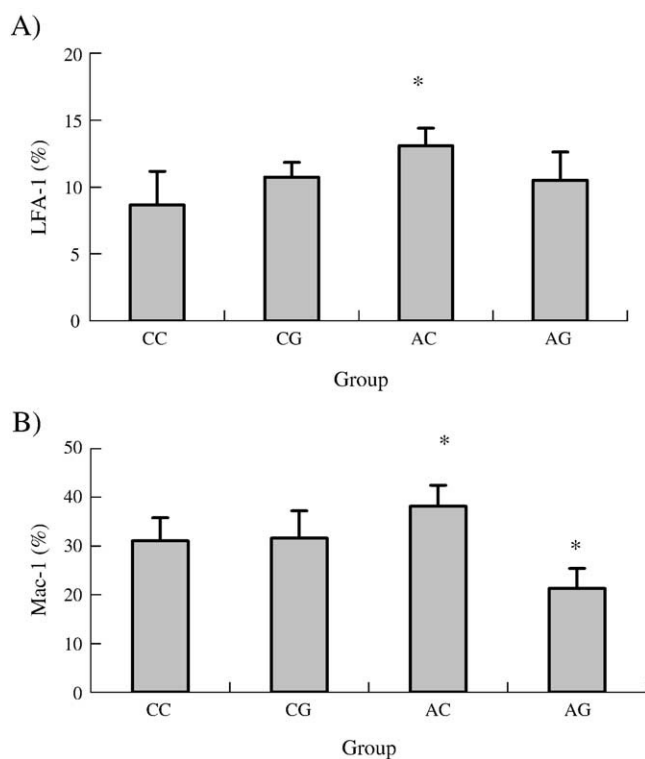 A)
LFA-1 (%)
20
15
10
5
0
*
CC CG AC AG
Group
B)
Mac-1 (%)
50
40
30
20
10
0
*
*
CC CG AC AG
Group